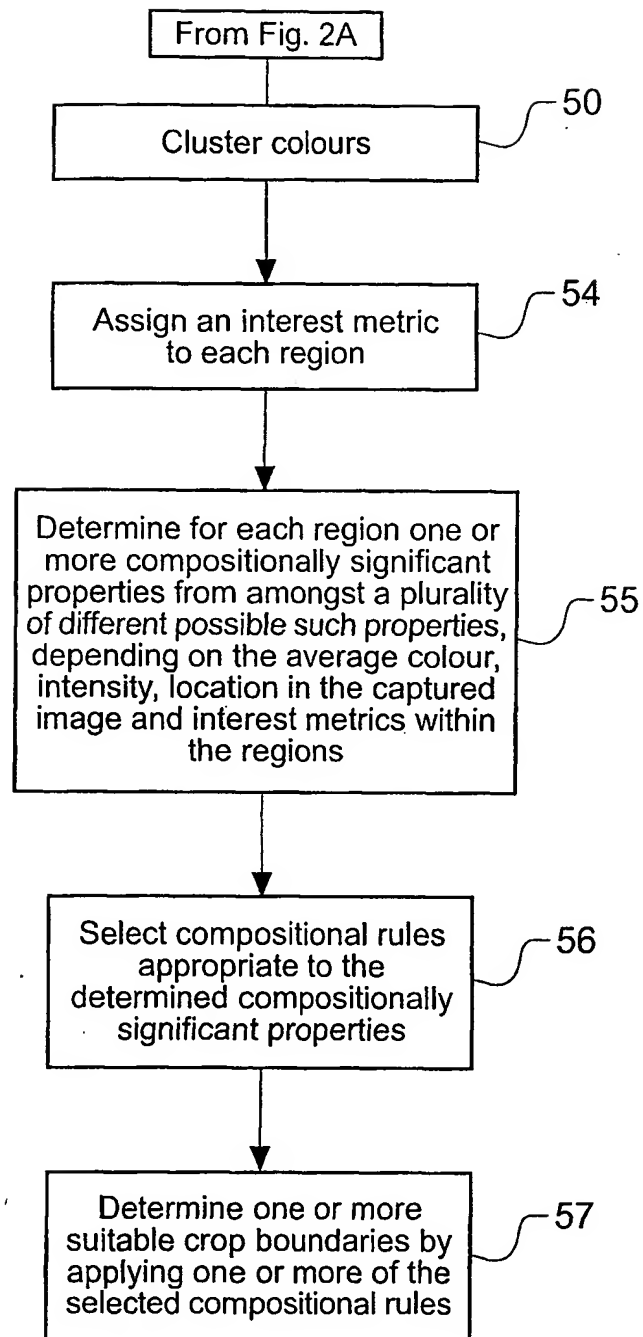 From Fig. 2A
50
Cluster colours
54
Assign an interest metric
to each region
Determine for each region one or
more compositionally significant
properties from amongst a plurality
of different possible such properties,
depending on the average colour,
intensity, location in the captured
image and interest metrics within
the regions
55
Select compositional rules
appropriate to the
determined compositionally
significant properties
56
Determine one or more
suitable crop boundaries by
applying one or more of the
selected compositional rules
57